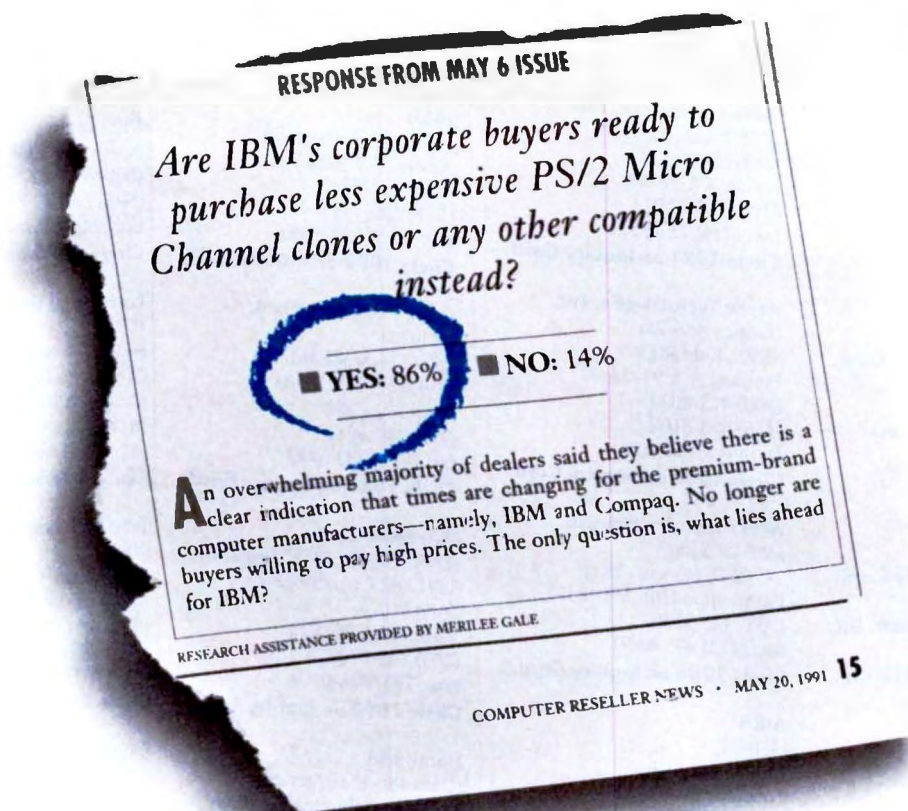 RESPONSE FROM MAY 6 ISSUE
Are IBM's corporate buyers ready to
purchase less expensive PS/2 Micro
Channel clones or any other compatible
instead?
■ YES: 86% ■ NO: 14%
An overwhelming majority of dealers said they believe there is a
clear indication that times are changing for the premium-brand
computer manufacturers—namely, IBM and Compaq. No longer are
buyers willing to pay high prices. The only question is, what lies ahead
for IBM?
RESEARCH ASSISTANCE PROVIDED BY MERILEE GALE
COMPUTER RESELLER NEWS • MAY 20, 1991 15